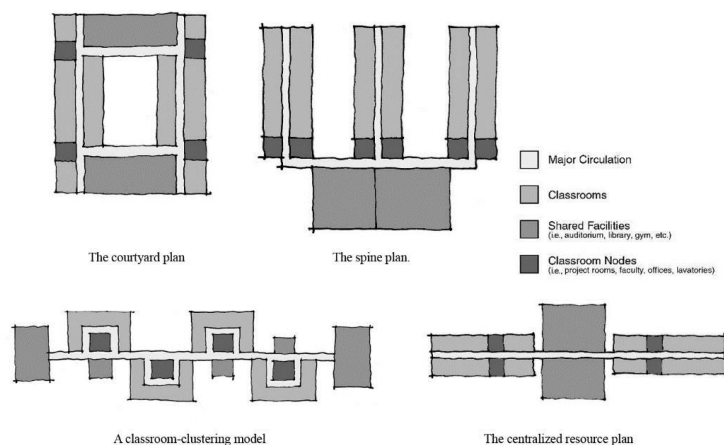 The courtyard plan
The spine plan.
Major Circulation
Classrooms
Shared Facilities
(i.e., auditorium, library, gym, etc.)
Classroom Nodes
(i.e., project rooms, faculty, offices, lavatories)
A classroom-clustering model
The centralized resource plan